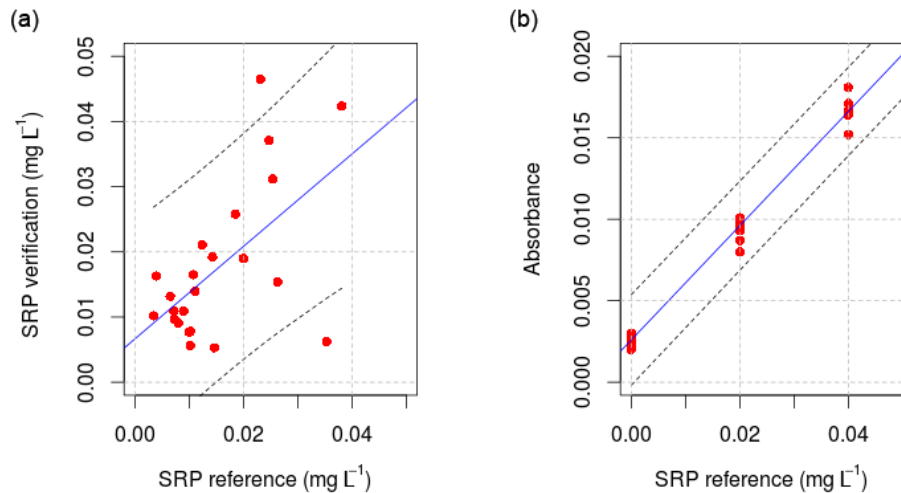 (a)
SRP verification (mg L⁻¹)
0.05
0.04
0.03
0.02
0.01
0.00
0.00 0.02 0.04
SRP reference (mg L⁻¹)
(b)
Absorbance
0.020
0.015
0.010
0.005
0.000
0.00 0.02 0.04
SRP reference (mg L⁻¹)